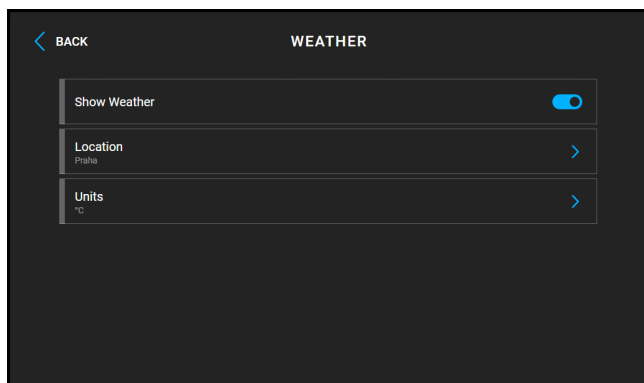 BACK
WEATHER
Show Weather
Location
Praha
Units
°C